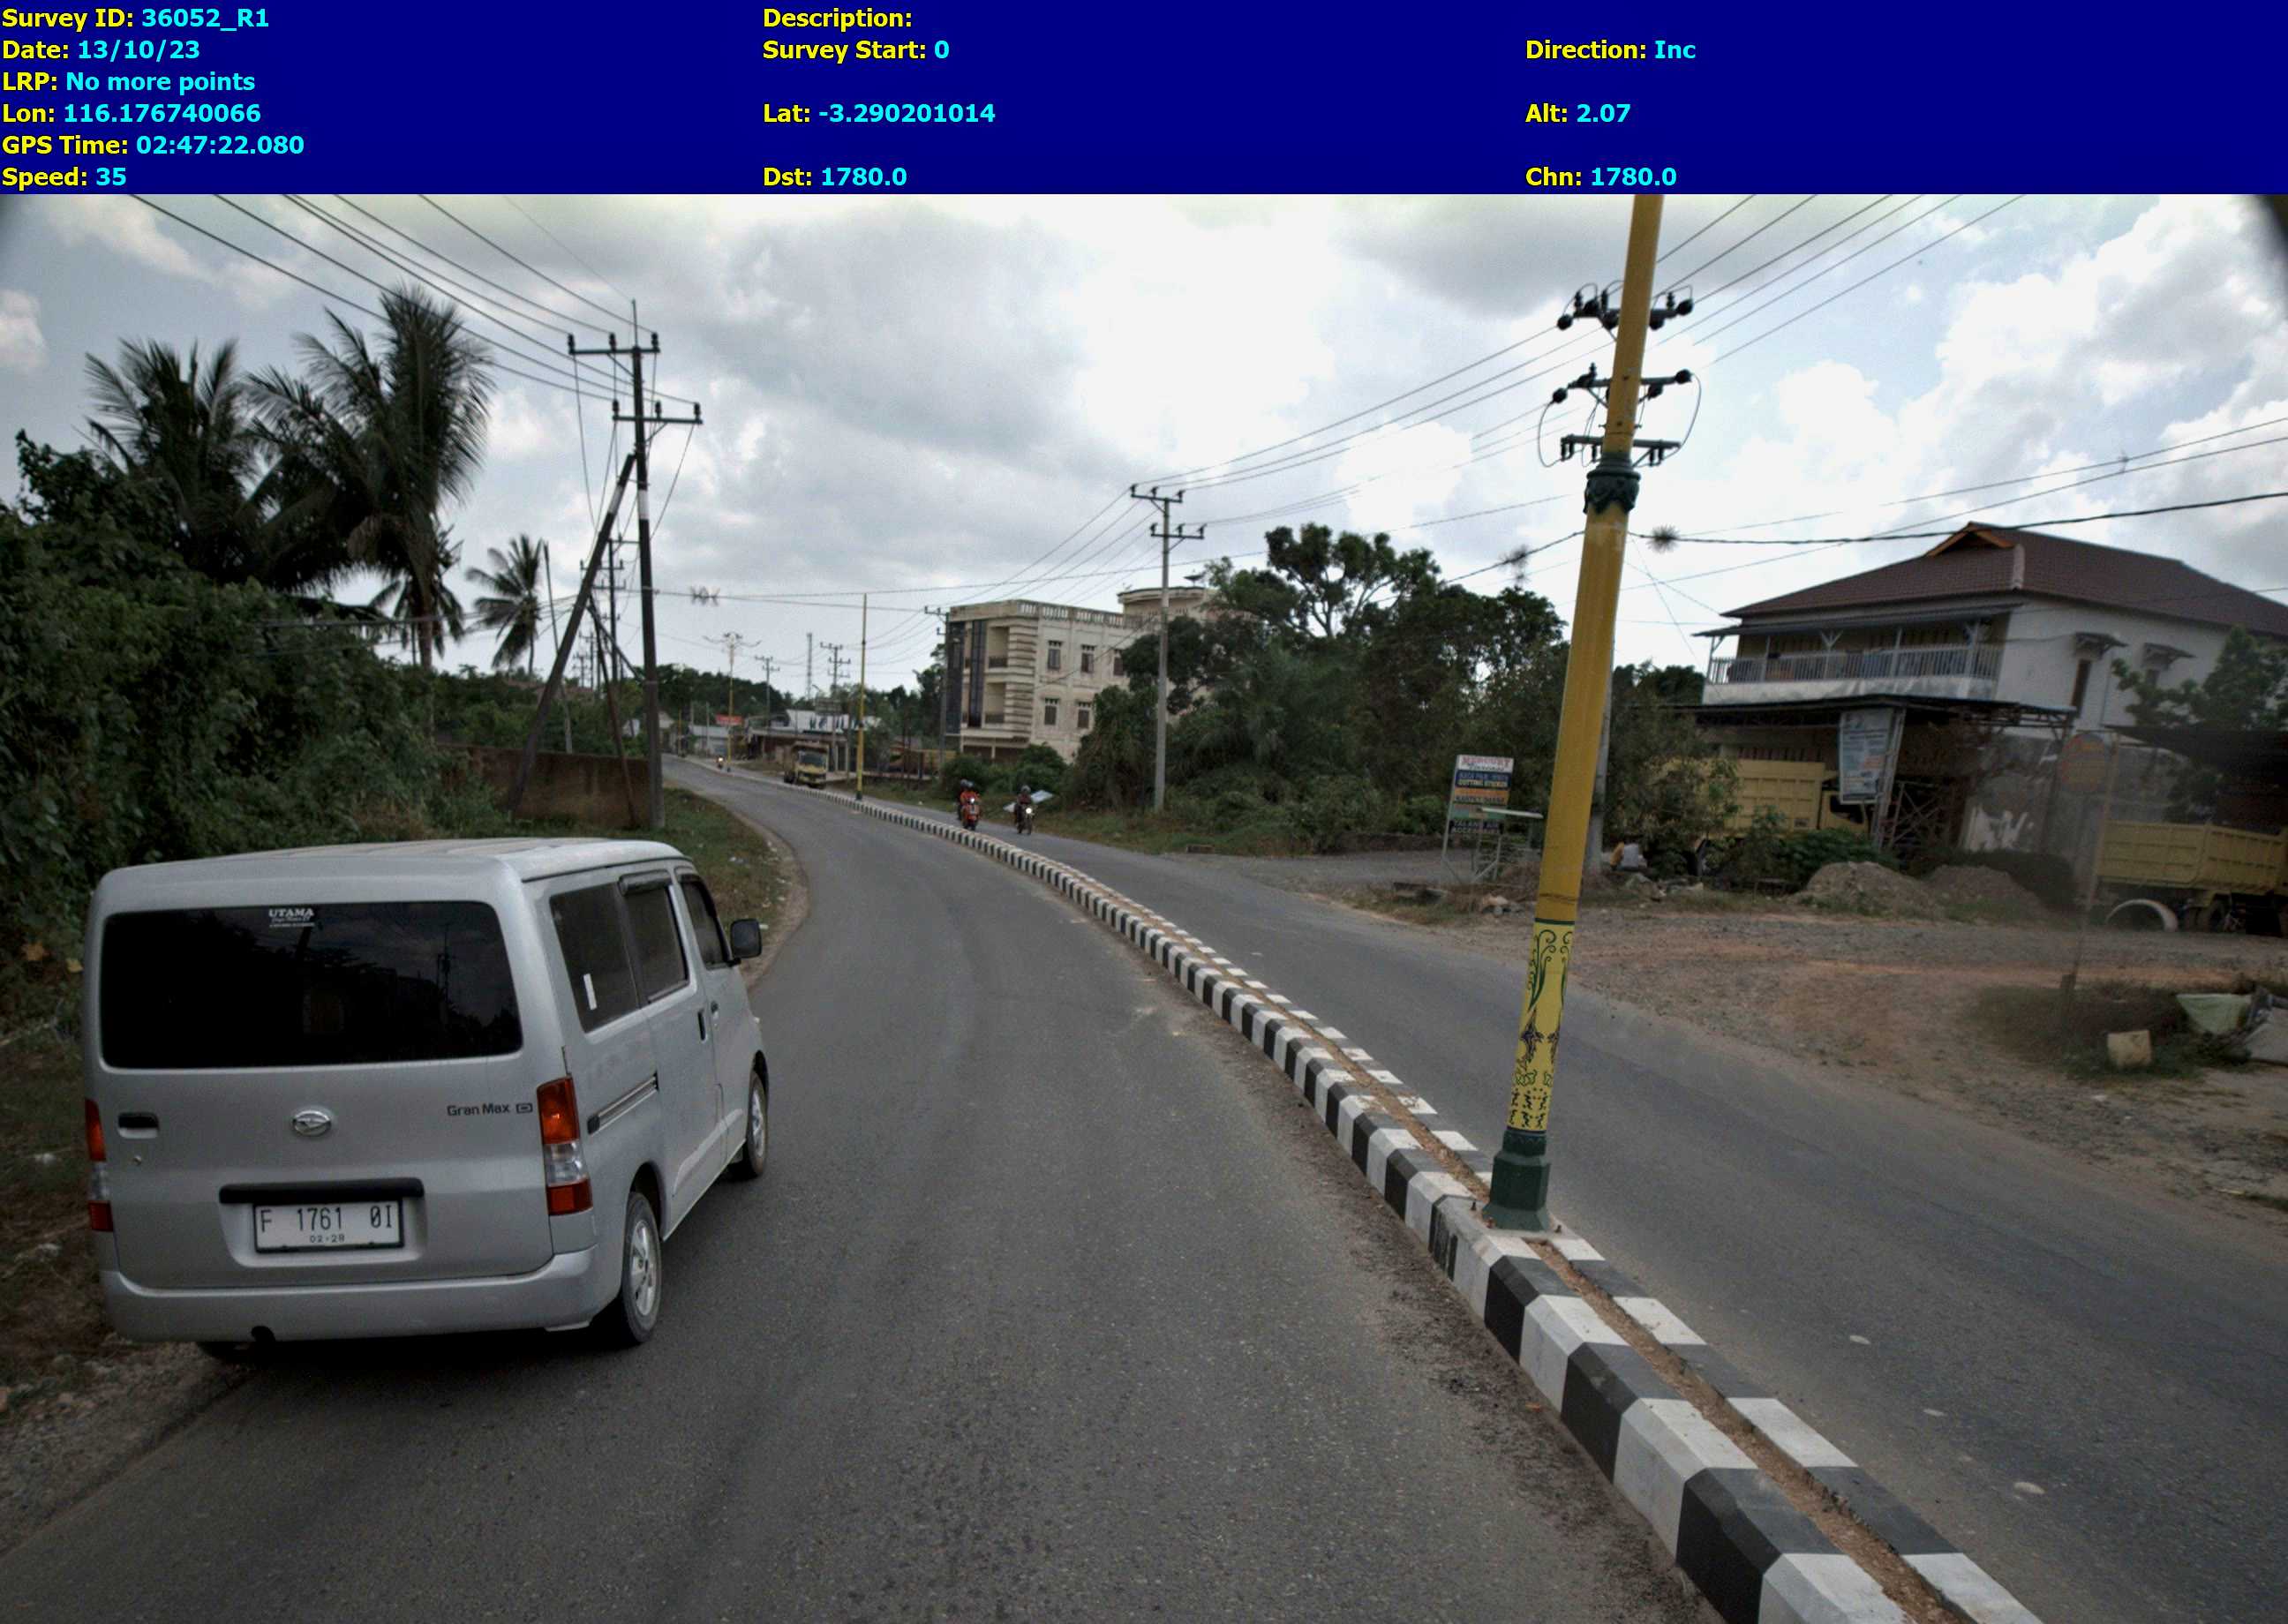 Survey ID: 36052_R1
Description:
Date: 13/10/23
Survey Start: 0
Direction: Inc
LRP: No more points
Lon: 116.176740066
Lat: -3.290201014
Alt: 2.07
GPS Time: 02:47:22.080
Speed: 35
Dst: 1780.0
Chn: 1780.0
UTAMA
Gran Max
F 1761 OI
02·28